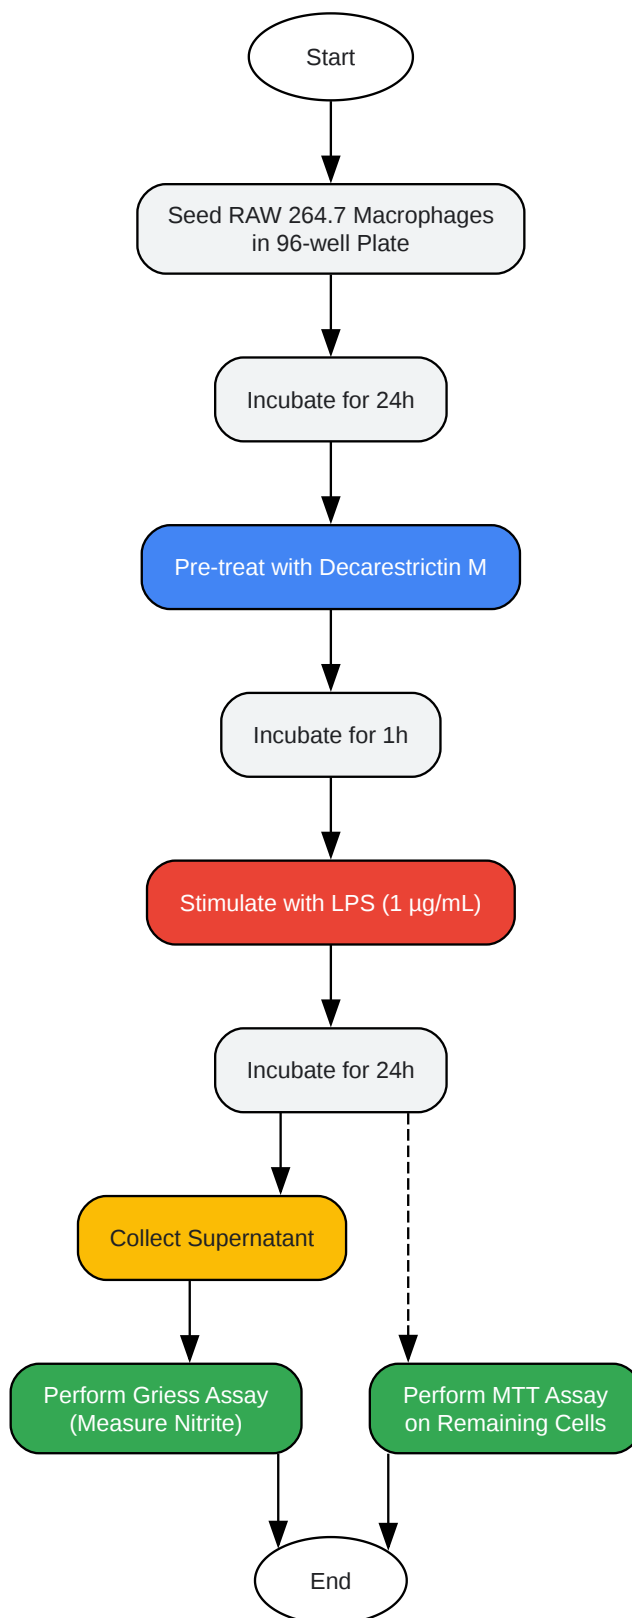 Start
Seed RAW 264.7 Macrophages
in 96-well Plate
Incubate for 24h
Pre-treat with Decarestrictin M
Incubate for 1h
Stimulate with LPS (1 µg/mL)
Incubate for 24h
Collect Supernatant
Perform Griess Assay
(Measure Nitrite)
Perform MTT Assay
on Remaining Cells
End